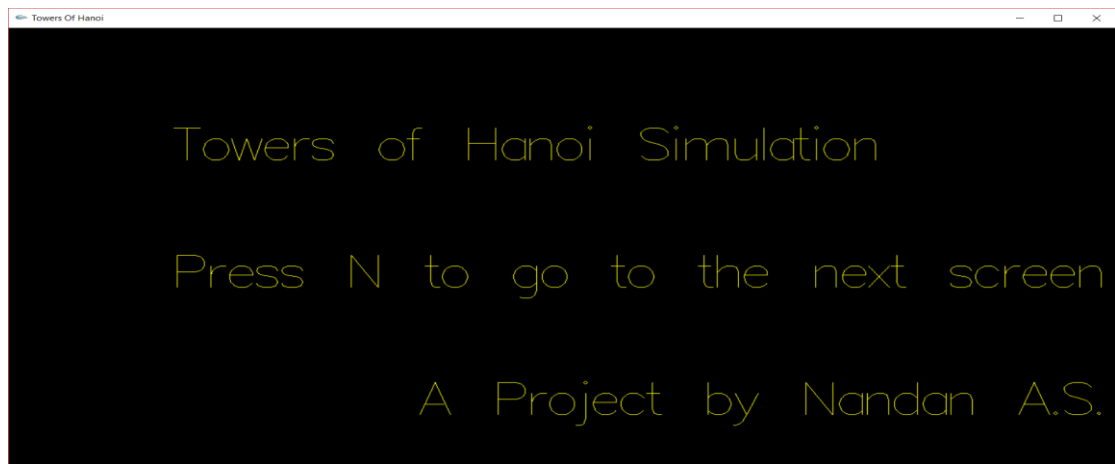 Towers Of Hanoi
Towers of Hanoi Simulation
Press N to go to the next screen
A Project by Nandan A.S.